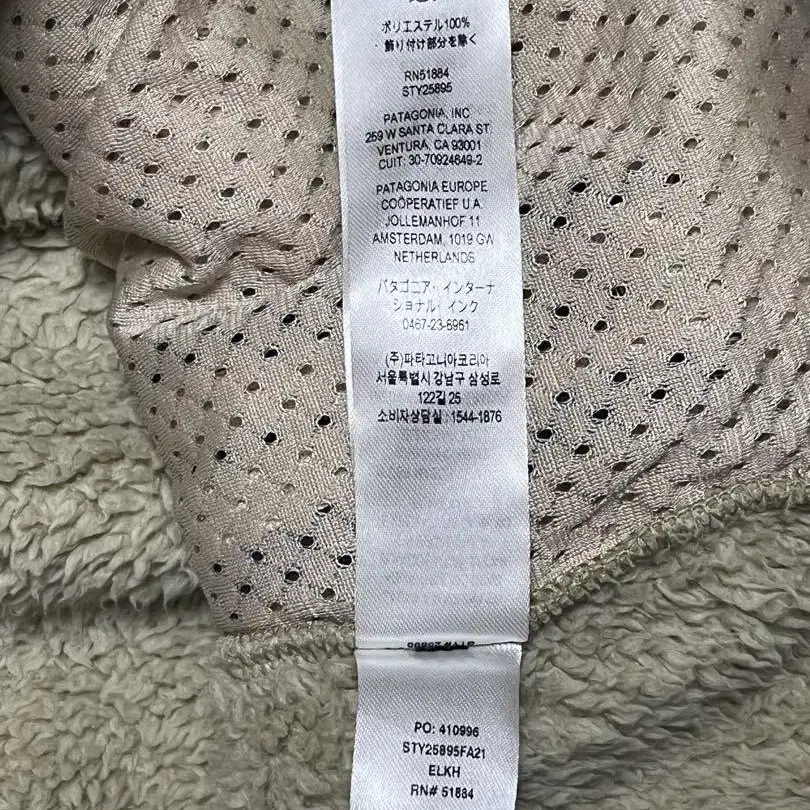 ポリエステル100%
・飾り付け部分を除く
RN51884
STY25895
PATAGONIA, INC
259 W SANTA CLARA ST.
VENTURA, CA 93001
CUIT: 30-70924649-2
PATAGONIA EUROPE
COÖPERATIEF U.A.
JOLLEMANHOF 11
AMSTERDAM, 1019 GW
NETHERLANDS
パタゴニア・インターナ
ショナル・インク
0467-23-8961
(주)파타고니아코리아
서울특별시 강남구 삼성로
122길 25
소비자상담실 : 1544-1876
STY#25895
PO: 410996
STY25895FA21
ELKH
RN# 51884